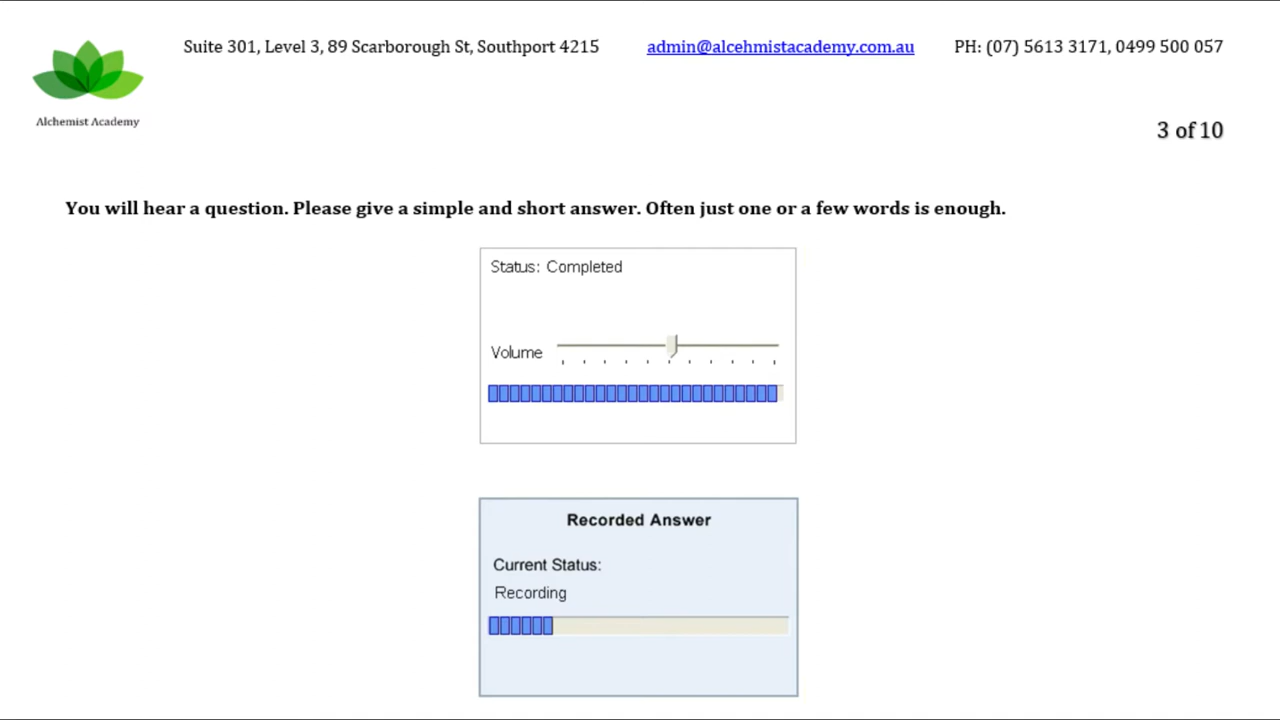 Suite 301, Level 3, 89 Scarborough St, Southport 4215 admin@alcehmistacademy.com.au PH: (07) 5613 3171, 0499 500 057
Alchemist Academy
3 of 10
You will hear a question. Please give a simple and short answer. Often just one or a few words is enough.
Status: Completed
Volume
Recorded Answer
Current Status:
Recording